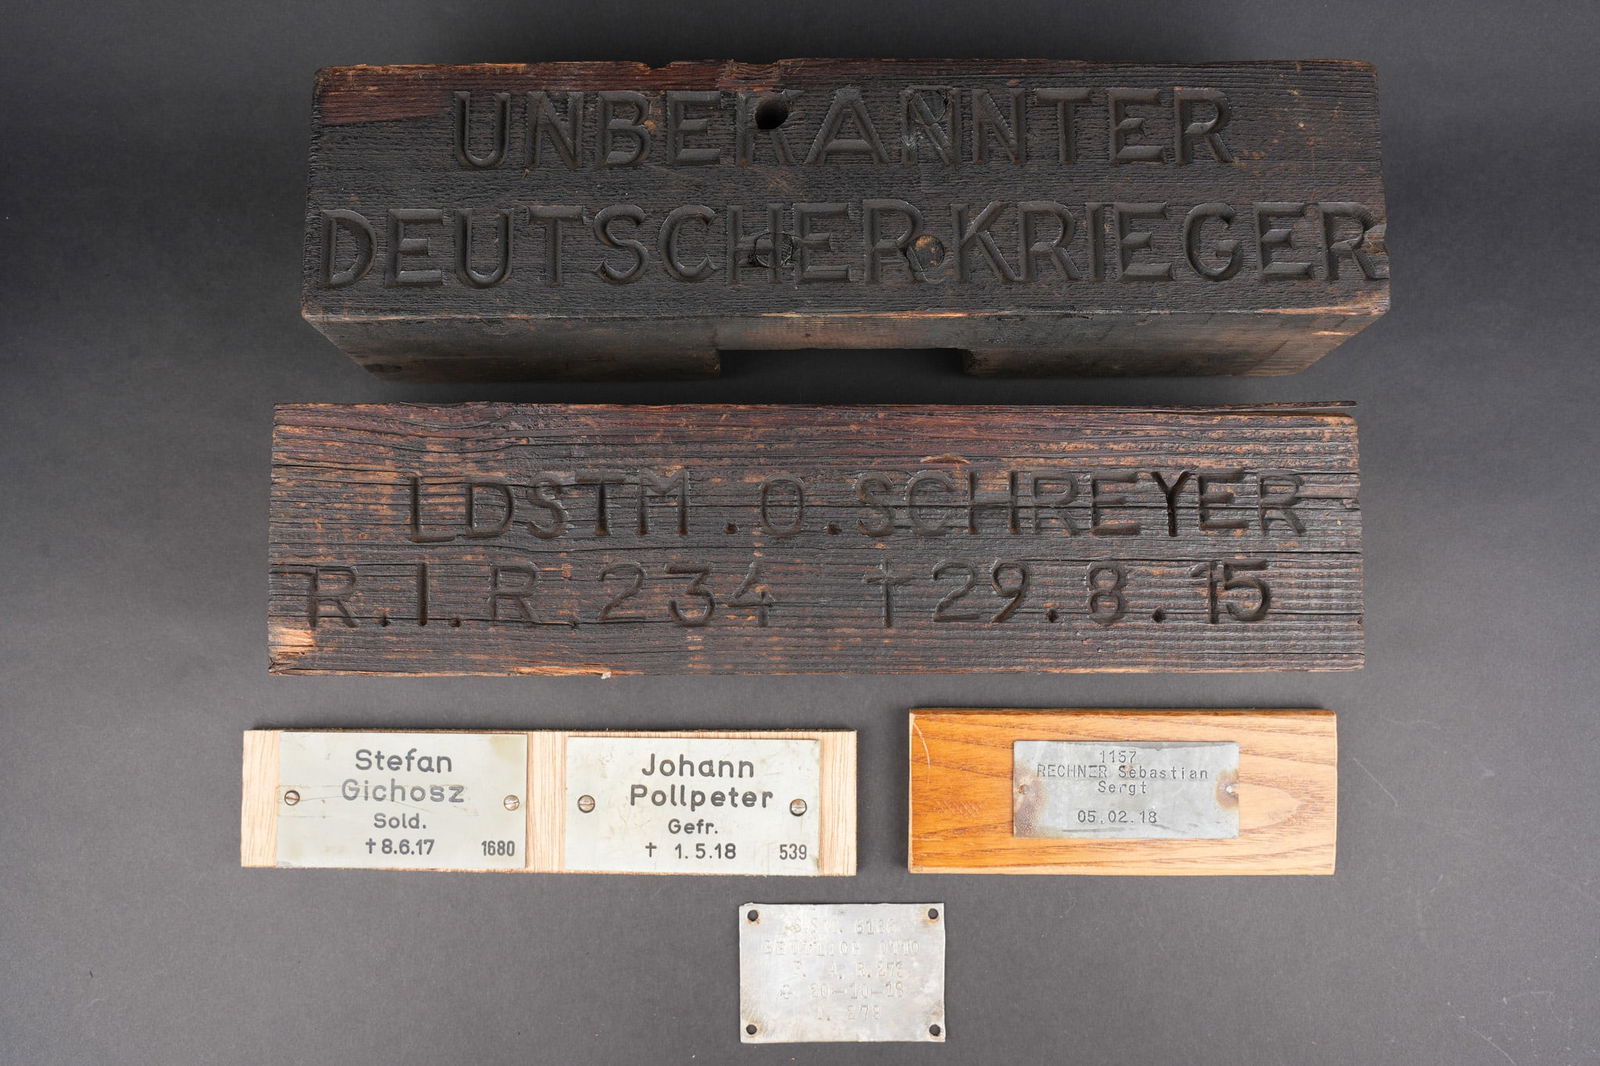 UNBEKANNTER
DEUTSCHER KRIEGER
LDSTM. O. SCHREYER
R.I.R. 234 † 29.8.15
Stefan
Gichosz
Sold.
† 8.6.17 1680
Johann
Pollpeter
Gefr.
† 1.5.18 539
1157
RECHNER Sébastian
Sergt
05.02.18